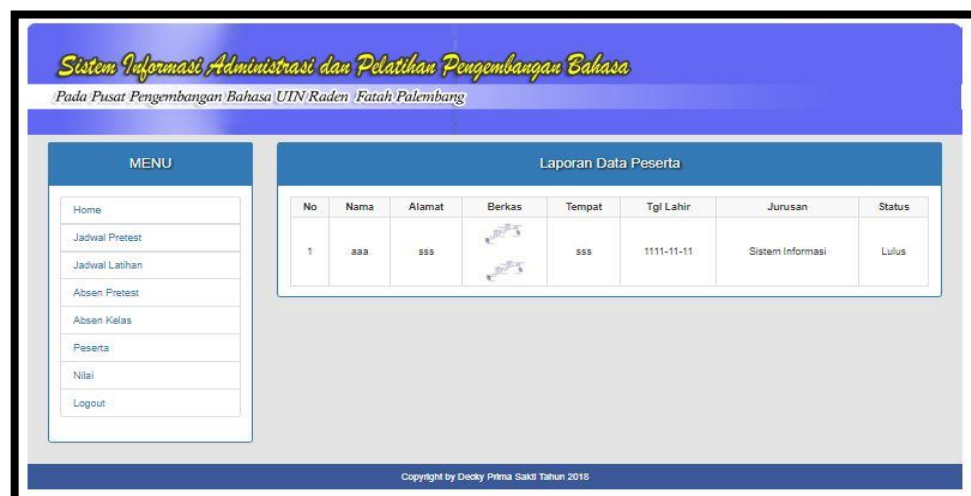 Sistem Informasi Administrasi dan Pelatihan Pengembangan Bahasa
Pada Pusat Pengembangan Bahasa UIN Raden Fatah Palembang
MENU
Home
Jadwal Pretest
Jadwal Latihan
Absen Pretest
Absen Kelas
Peserta
Nilai
Logout
Laporan Data Peserta
No Nama Alamat Berkas Tempat Tgl Lahir Jurusan Status
1 aaa sss sss 1111-11-11 Sistem Informasi Lulus
Copyright by Decky Prima Sakti Tahun 2018